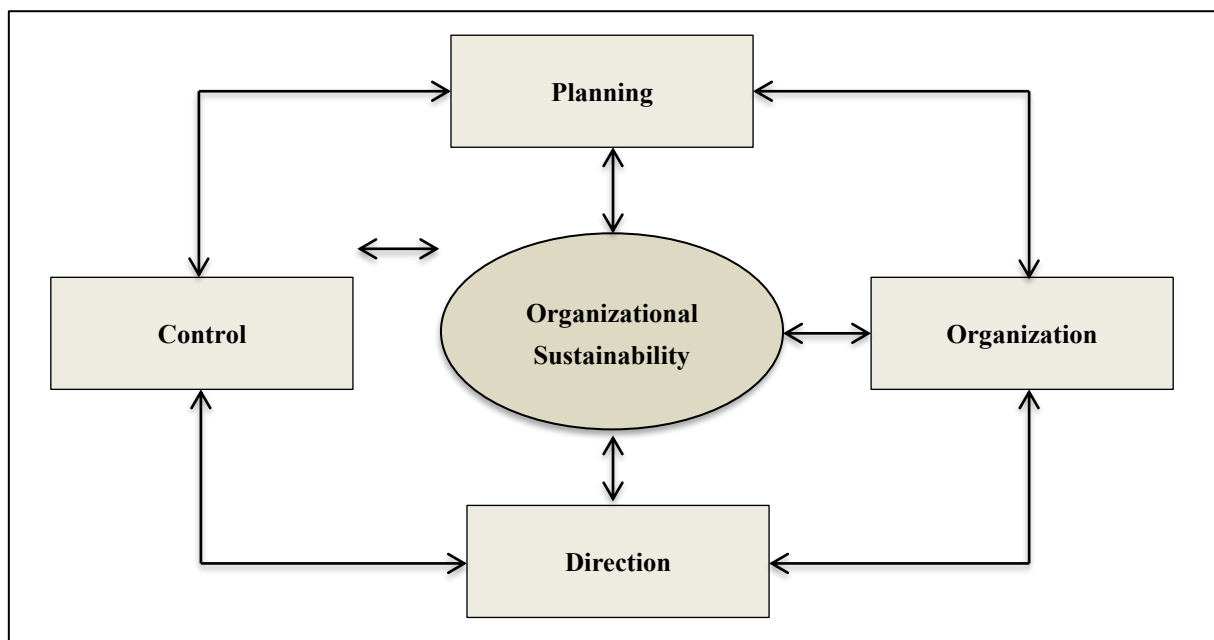 Planning
Control
Organizational
Sustainability
Organization
Direction